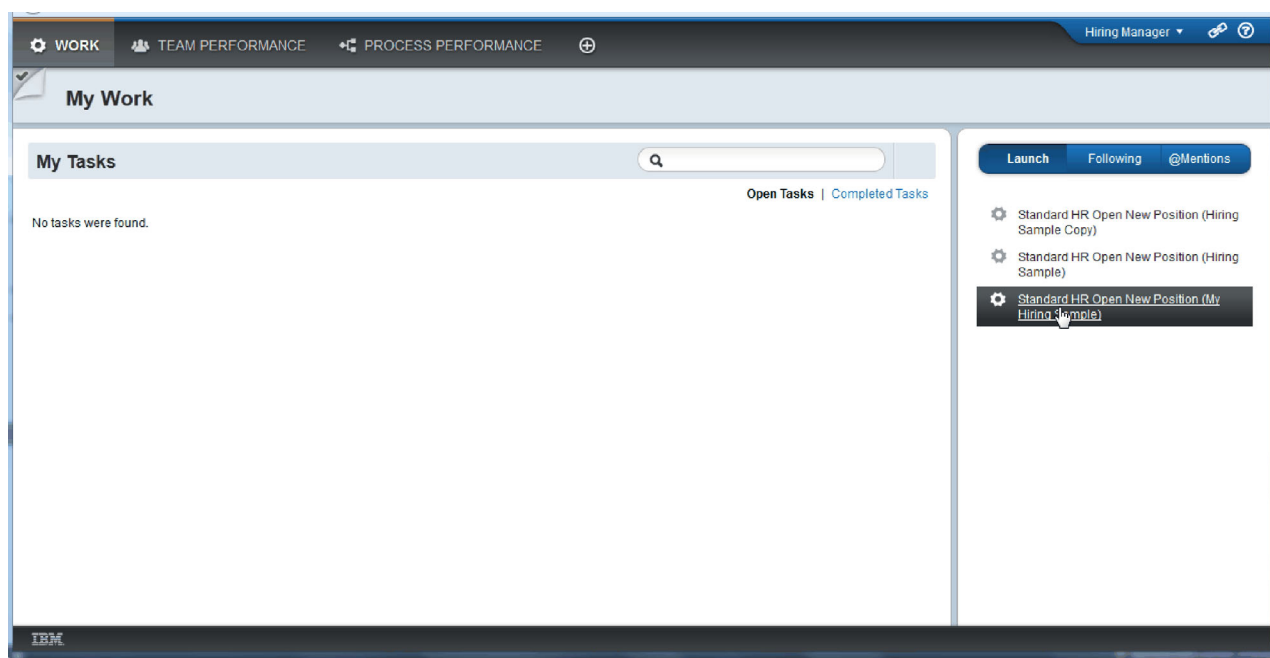 WORK TEAM PERFORMANCE PROCESS PERFORMANCE
Hiring Manager
My Work
My Tasks
Open Tasks | Completed Tasks
No tasks were found.
Launch Following @Mentions
Standard HR Open New Position (Hiring
Sample Copy)
Standard HR Open New Position (Hiring
Sample)
Standard HR Open New Position (My
Hiring Sample)
IBM